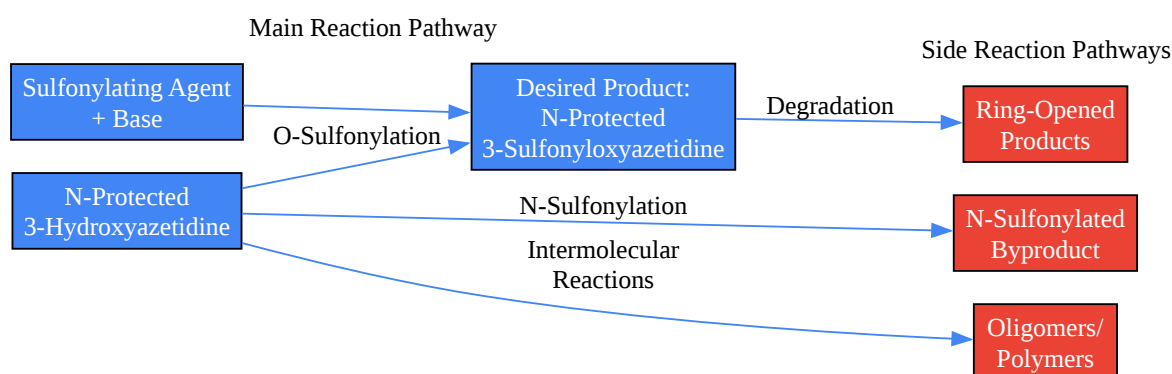 Main Reaction Pathway
Side Reaction Pathways
Sulfonylating Agent
+ Base
Desired Product:
N-Protected
3-Sulfonyloxyazetidine
Degradation
Ring-Opened
Products
O-Sulfonylation
N-Protected
3-Hydroxyazetidine
N-Sulfonylation
N-Sulfonylated
Byproduct
Intermolecular
Reactions
Oligomers/
Polymers